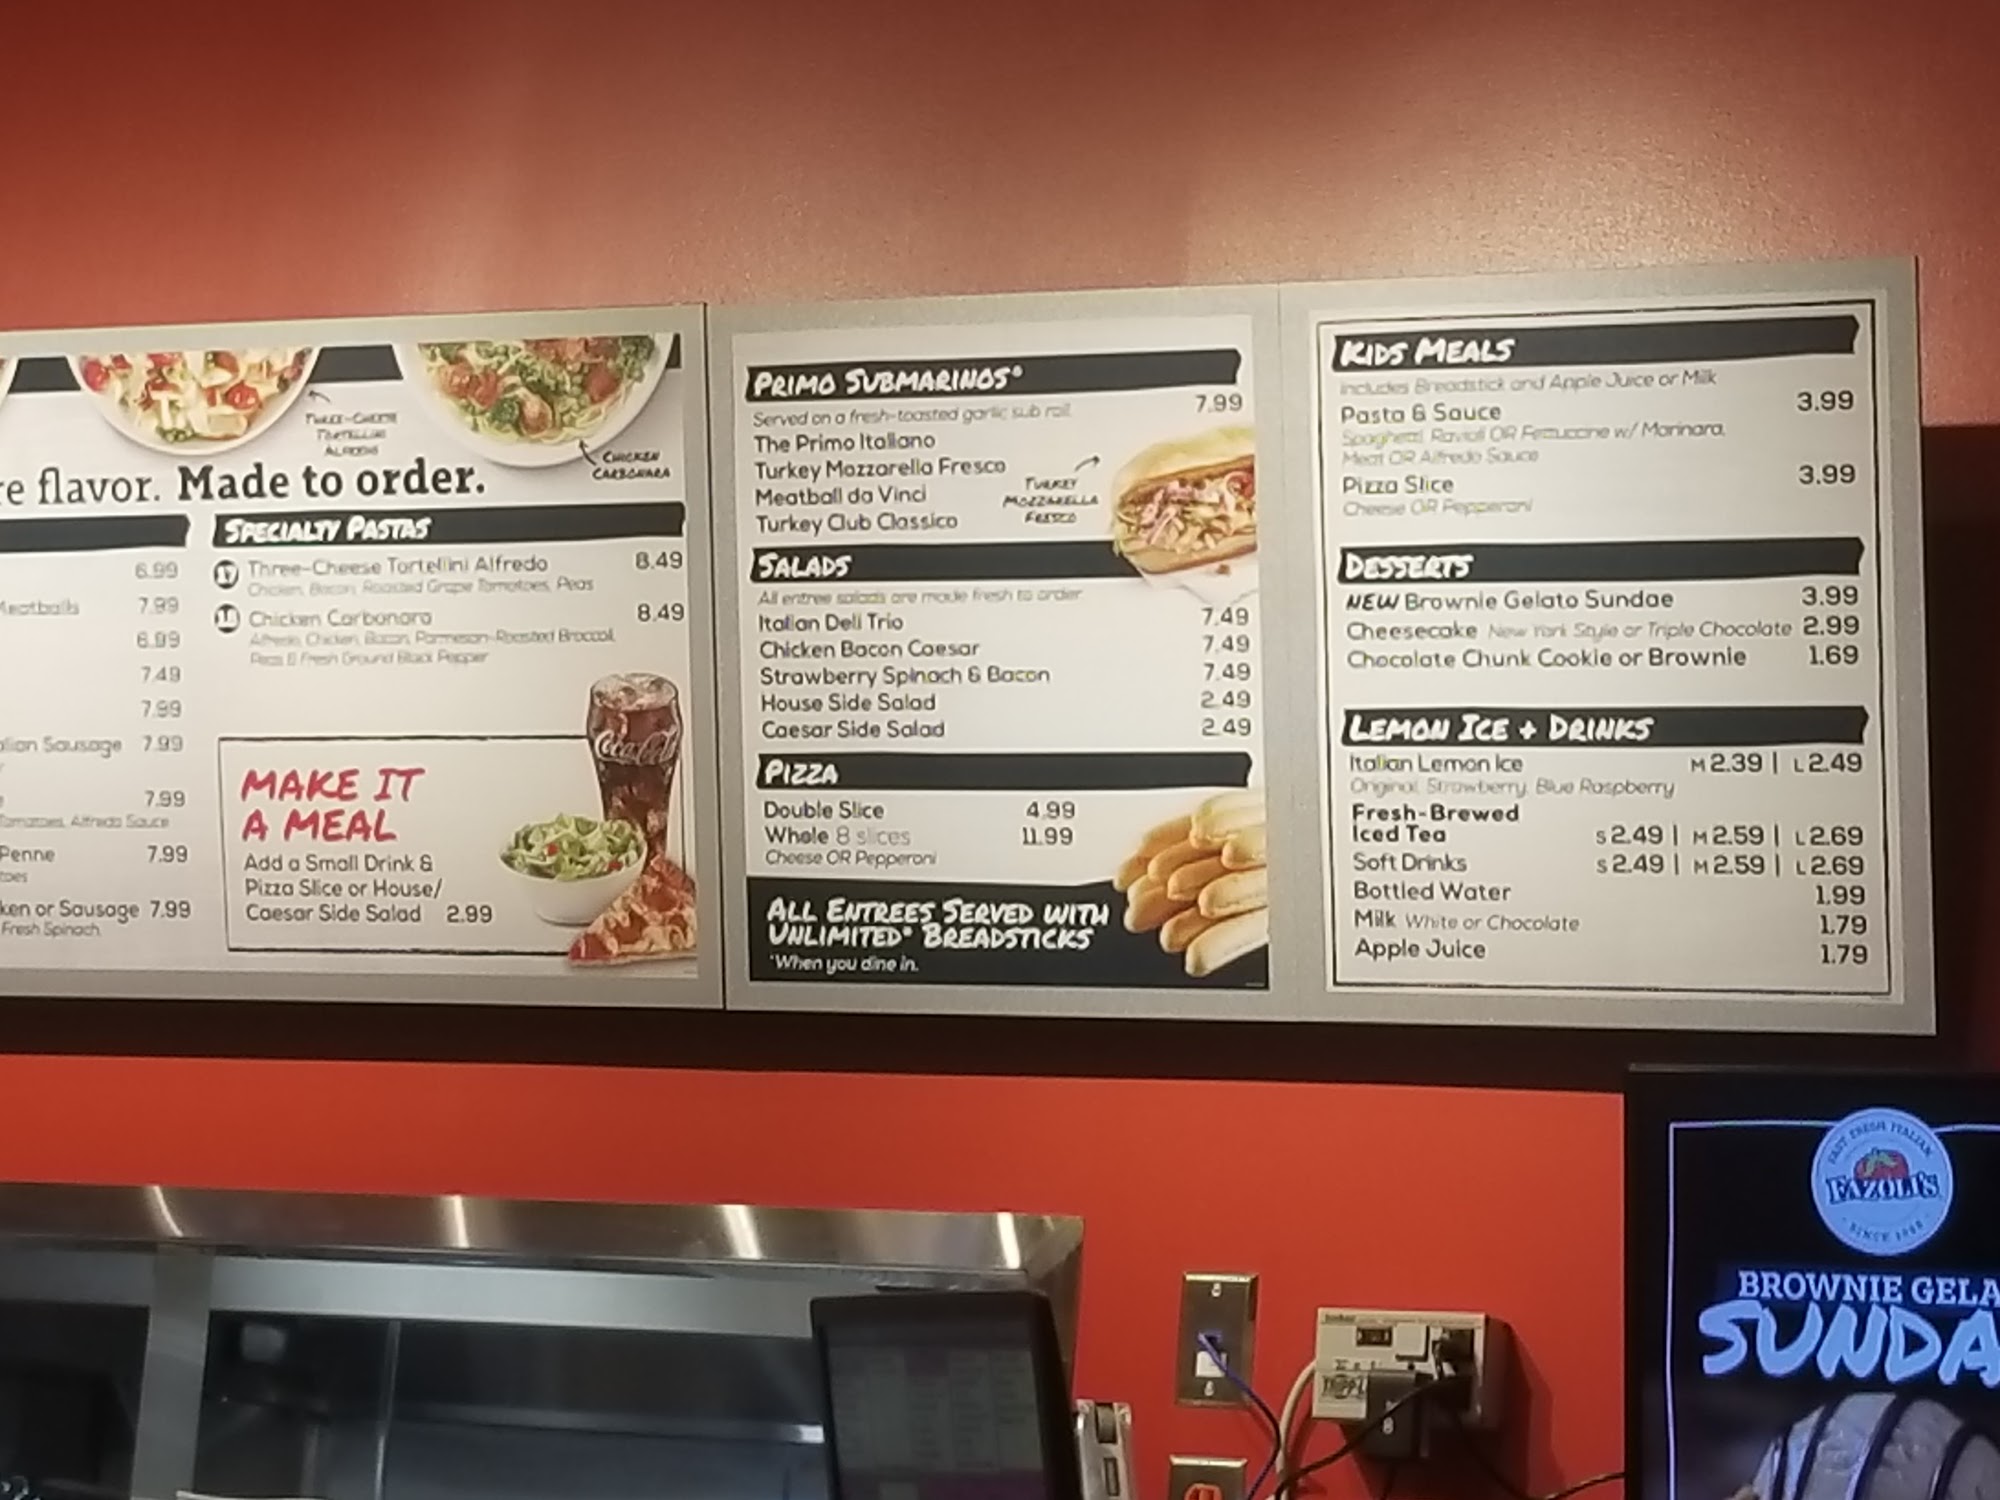 Three-Cheese
Tortellini
Alfredo
Chicken
Carbonara
re flavor. Made to order.
6.99
Meatballs 7.99
6.99
7.49
7.99
alian Sausage 7.99
7.99
Tomatoes, Alfredo Sauce
Penne 7.99
toes
ken or Sausage 7.99
Fresh Spinach
Specialty Pastas
Three-Cheese Tortellini Alfredo 8.49
Chicken, Bacon, Roasted Grape Tomatoes, Peas
Chicken Carbonara 8.49
Alfredo, Chicken, Bacon, Parmesan-Roasted Broccoli,
Peas & Fresh Ground Black Pepper
MAKE IT
A MEAL
Add a Small Drink &
Pizza Slice or House/
Caesar Side Salad 2.99
Coca-Cola
Primo Submarinos®
Served on a fresh-toasted garlic sub roll. 7.99
The Primo Italiano
Turkey Mozzarella Fresco
Meatball da Vinci
Turkey Club Classico
Turkey
Mozzarella
Fresco
Salads
All entree salads are made fresh to order
Italian Deli Trio 7.49
Chicken Bacon Caesar 7.49
Strawberry Spinach & Bacon 7.49
House Side Salad 2.49
Caesar Side Salad 2.49
Pizza
Double Slice 4.99
Whole 8 slices 11.99
Cheese OR Pepperoni
All Entrees Served with
Unlimited* Breadsticks
*When you dine in.
Kids Meals
Includes Breadstick and Apple Juice or Milk
Pasta & Sauce 3.99
Spaghetti, Ravioli OR Fettuccine w/ Marinara,
Meat OR Alfredo Sauce
Pizza Slice 3.99
Cheese OR Pepperoni
Desserts
NEW Brownie Gelato Sundae 3.99
Cheesecake New York Style or Triple Chocolate 2.99
Chocolate Chunk Cookie or Brownie 1.69
Lemon Ice + Drinks
Italian Lemon Ice M 2.39 | L 2.49
Original, Strawberry, Blue Raspberry
Fresh-Brewed
Iced Tea S 2.49 | M 2.59 | L 2.69
Soft Drinks S 2.49 | M 2.59 | L 2.69
Bottled Water 1.99
Milk White or Chocolate 1.79
Apple Juice 1.79
FAST FRESH ITALIAN
FAZOLI'S
SINCE 1988
BROWNIE GELA
SUNDA